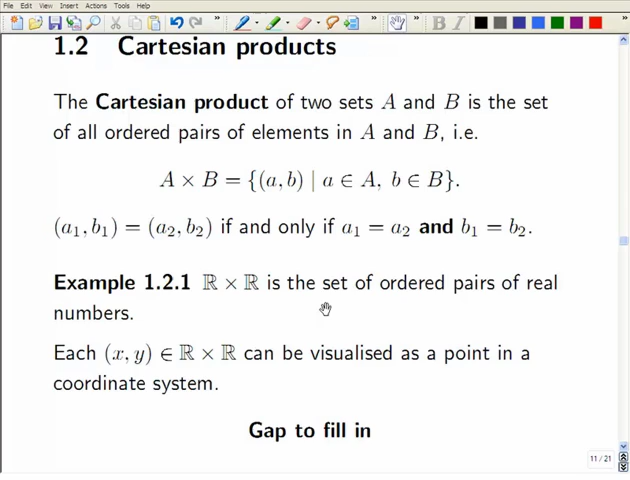 File Edit View Insert Actions Tools Help
B I
1.2 Cartesian products
The Cartesian product of two sets A and B is the set
of all ordered pairs of elements in A and B, i.e.
A × B = {(a, b) | a ∈ A, b ∈ B}.
(a₁, b₁) = (a₂, b₂) if and only if a₁ = a₂ and b₁ = b₂.
Example 1.2.1 ℝ × ℝ is the set of ordered pairs of real
numbers.
Each (x, y) ∈ ℝ × ℝ can be visualised as a point in a
coordinate system.
Gap to fill in
11 / 21